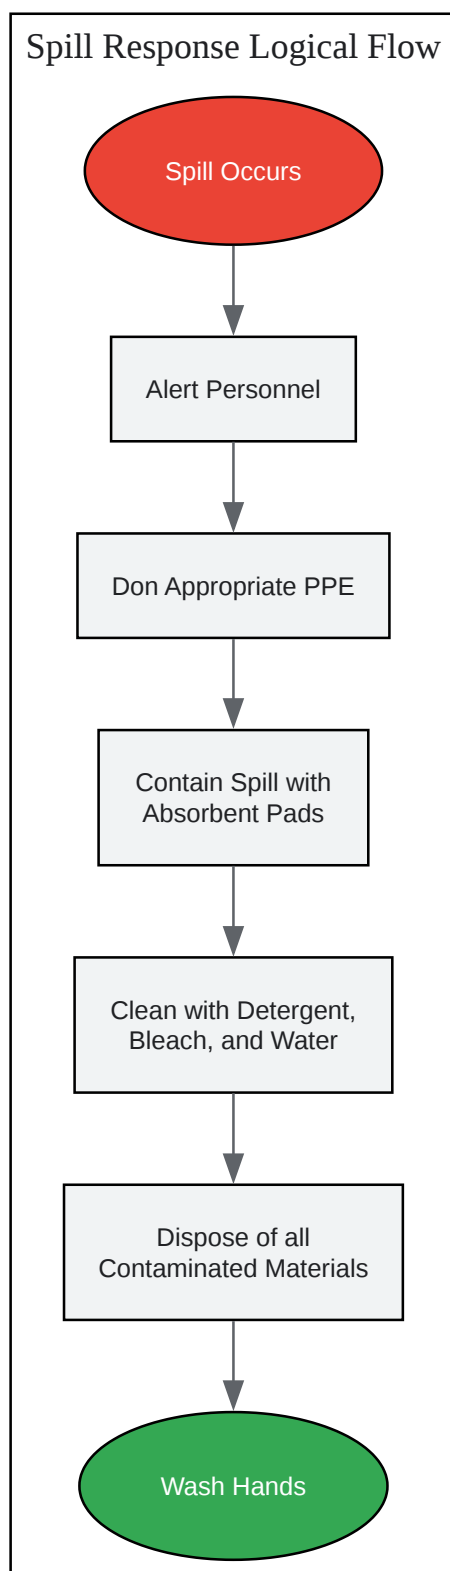 Spill Response Logical Flow
Spill Occurs
Alert Personnel
Don Appropriate PPE
Contain Spill with
Absorbent Pads
Clean with Detergent,
Bleach, and Water
Dispose of all
Contaminated Materials
Wash Hands